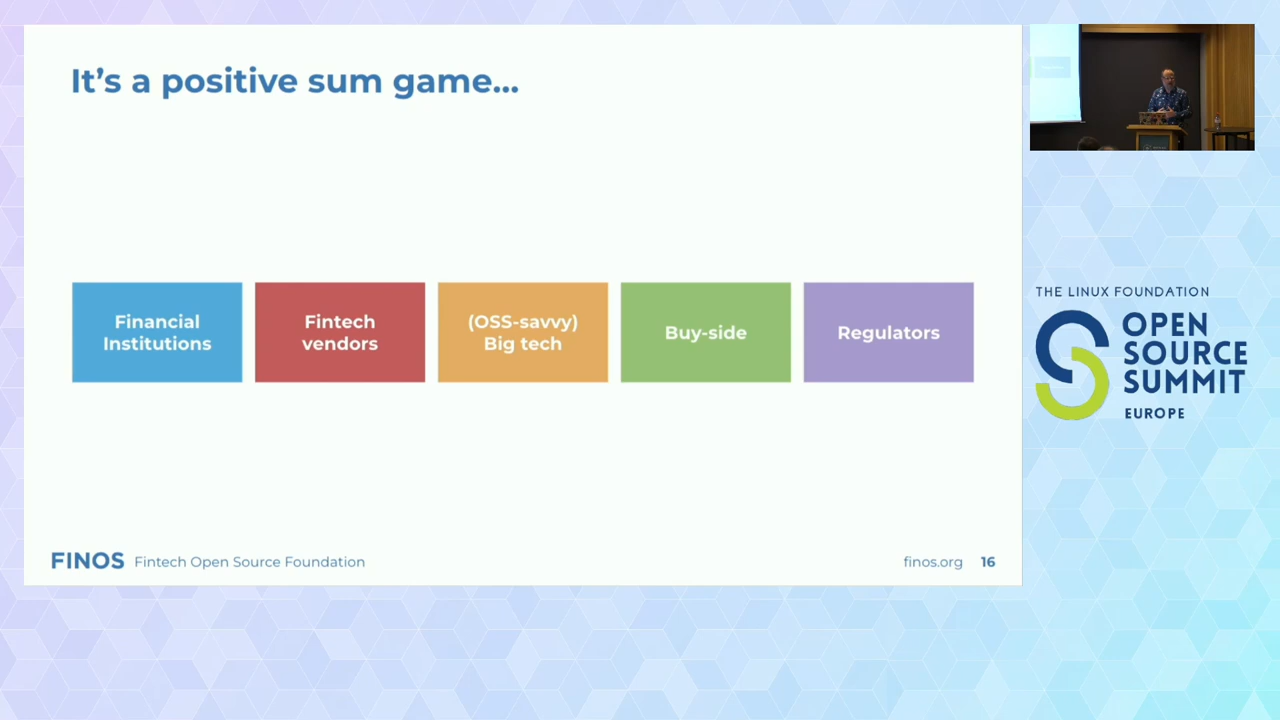 It's a positive sum game...
Financial
Institutions
Fintech
vendors
(OSS-savvy)
Big tech
Buy-side
Regulators
FINOS Fintech Open Source Foundation
finos.org 16
THE LINUX FOUNDATION
OPEN
SOURCE
SUMMIT
EUROPE